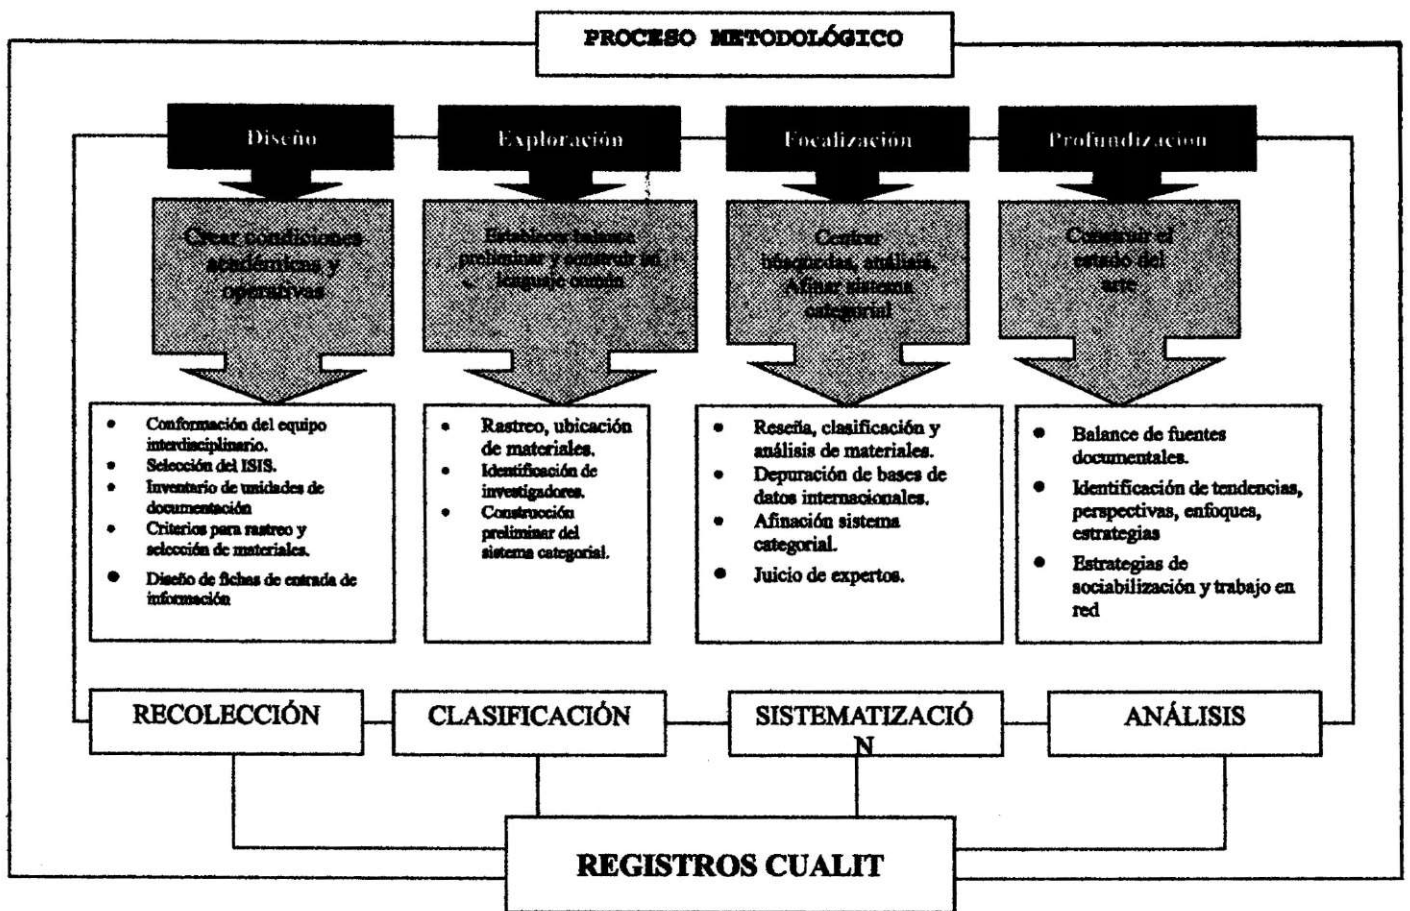 PROCESO METODOLÓGICO
Diseño
Exploración
Focalización
Profundización
Crear condiciones
académicas y
operativas
Establecer balance
preliminar y construir un
lenguaje común
Centrar
búsquedas, análisis.
Afinar sistema
categorial
Construir el
estado del
arte
• Conformación del equipo
interdisciplinario.
• Selección del ISIS.
• Inventario de unidades de
documentación
• Criterios para rastreo y
selección de materiales.
• Diseño de fichas de entrada de
información
• Rastreo, ubicación
de materiales.
• Identificación de
investigadores.
• Construcción
preliminar del
sistema categorial.
• Reseña, clasificación y
análisis de materiales.
• Depuración de bases de
datos internacionales.
• Afinación sistema
categorial.
• Juicio de expertos.
• Balance de fuentes
documentales.
• Identificación de tendencias,
perspectivas, enfoques,
estrategias
• Estrategias de
sociabilización y trabajo en
red
RECOLECCIÓN
CLASIFICACIÓN
SISTEMATIZACIÓ
N
ANÁLISIS
REGISTROS CUALIT